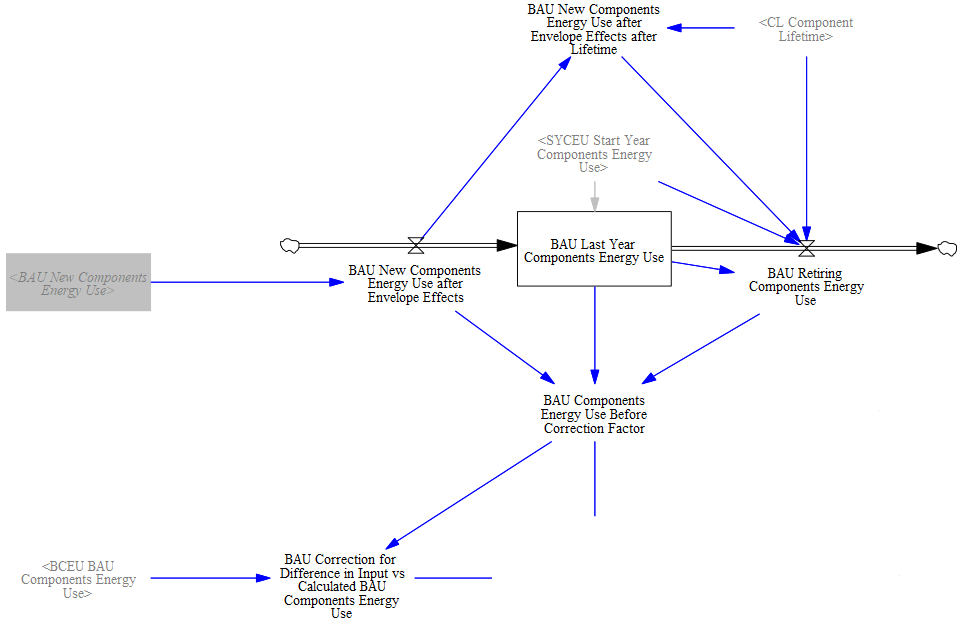 BAU New Components
Energy Use after
Envelope Effects after
Lifetime
<CL Component
Lifetime>
<SYCEU Start Year
Components Energy
Use>
BAU Last Year
Components Energy Use
<BAU New Components
Energy Use>
BAU New Components
Energy Use after
Envelope Effects
BAU Retiring
Components Energy
Use
BAU Components
Energy Use Before
Correction Factor
<BCEU BAU
Components Energy
Use>
BAU Correction for
Difference in Input vs
Calculated BAU
Components Energy
Use